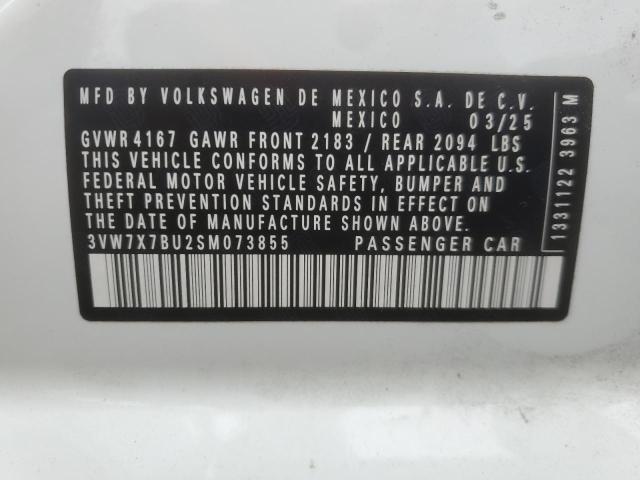 MFD BY VOLKSWAGEN DE MEXICO S.A. DE C.V.
MEXICO 03/25
GVWR 4167 GAWR FRONT 2183 / REAR 2094 LBS
THIS VEHICLE CONFORMS TO ALL APPLICABLE U.S.
FEDERAL MOTOR VEHICLE SAFETY, BUMPER AND
THEFT PREVENTION STANDARDS IN EFFECT ON
THE DATE OF MANUFACTURE SHOWN ABOVE.
3VW7X7BU2SM073855 PASSENGER CAR
1331122 3963 M